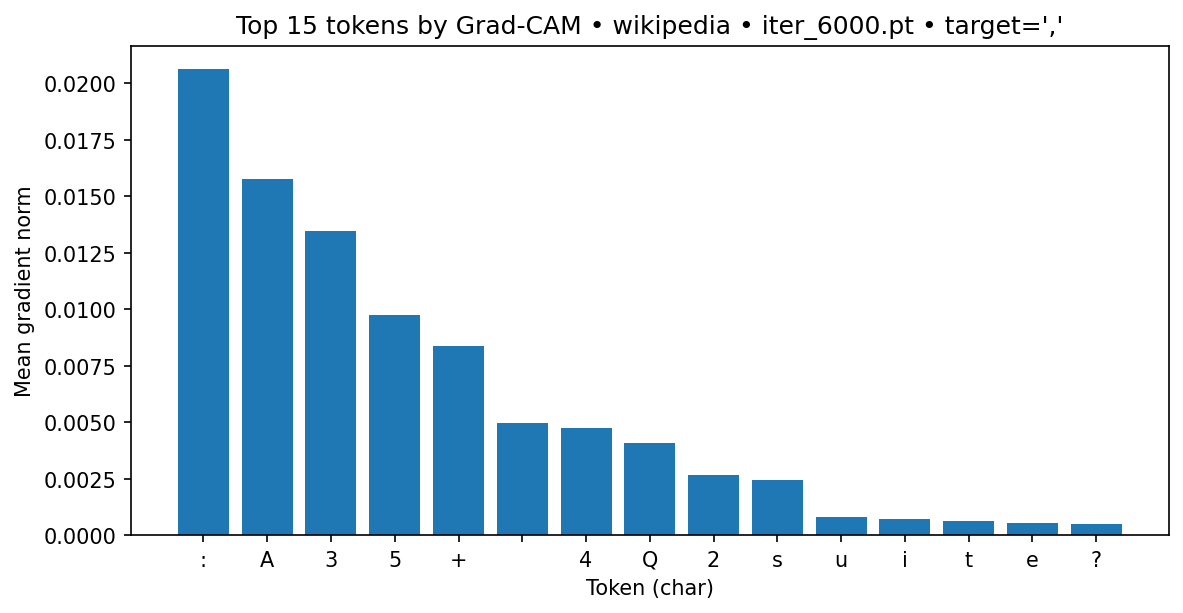 Top 15 tokens by Grad-CAM • wikipedia • iter_6000.pt • target=','
Mean gradient norm
0.0200
0.0175
0.0150
0.0125
0.0100
0.0075
0.0050
0.0025
0.0000
: A 3 5 + 4 Q 2 s u i t e ?
Token (char)